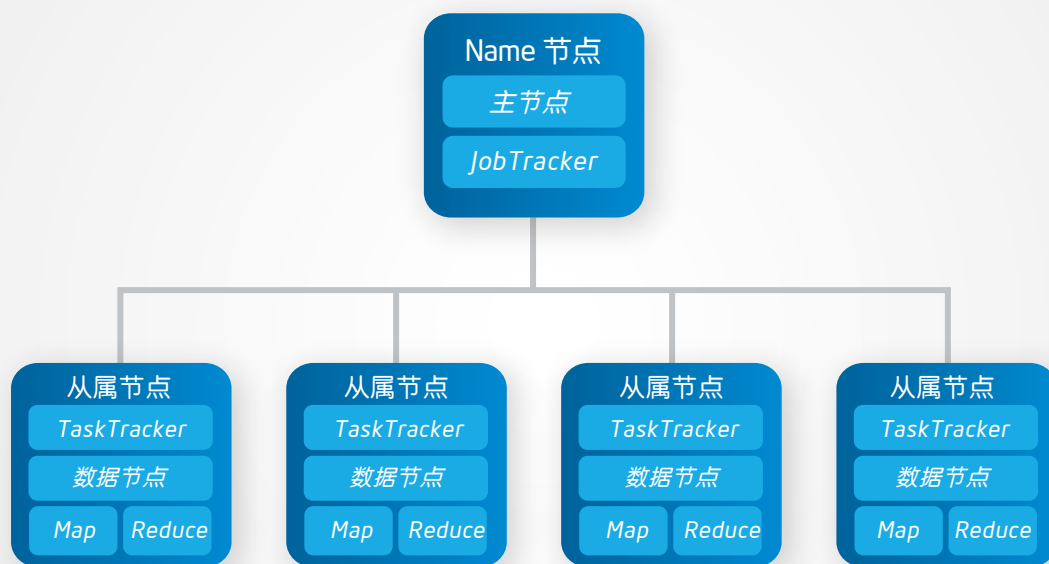 Name 节点
主节点
JobTracker
从属节点
TaskTracker
数据节点
Map Reduce
从属节点
TaskTracker
数据节点
Map Reduce
从属节点
TaskTracker
数据节点
Map Reduce
从属节点
TaskTracker
数据节点
Map Reduce